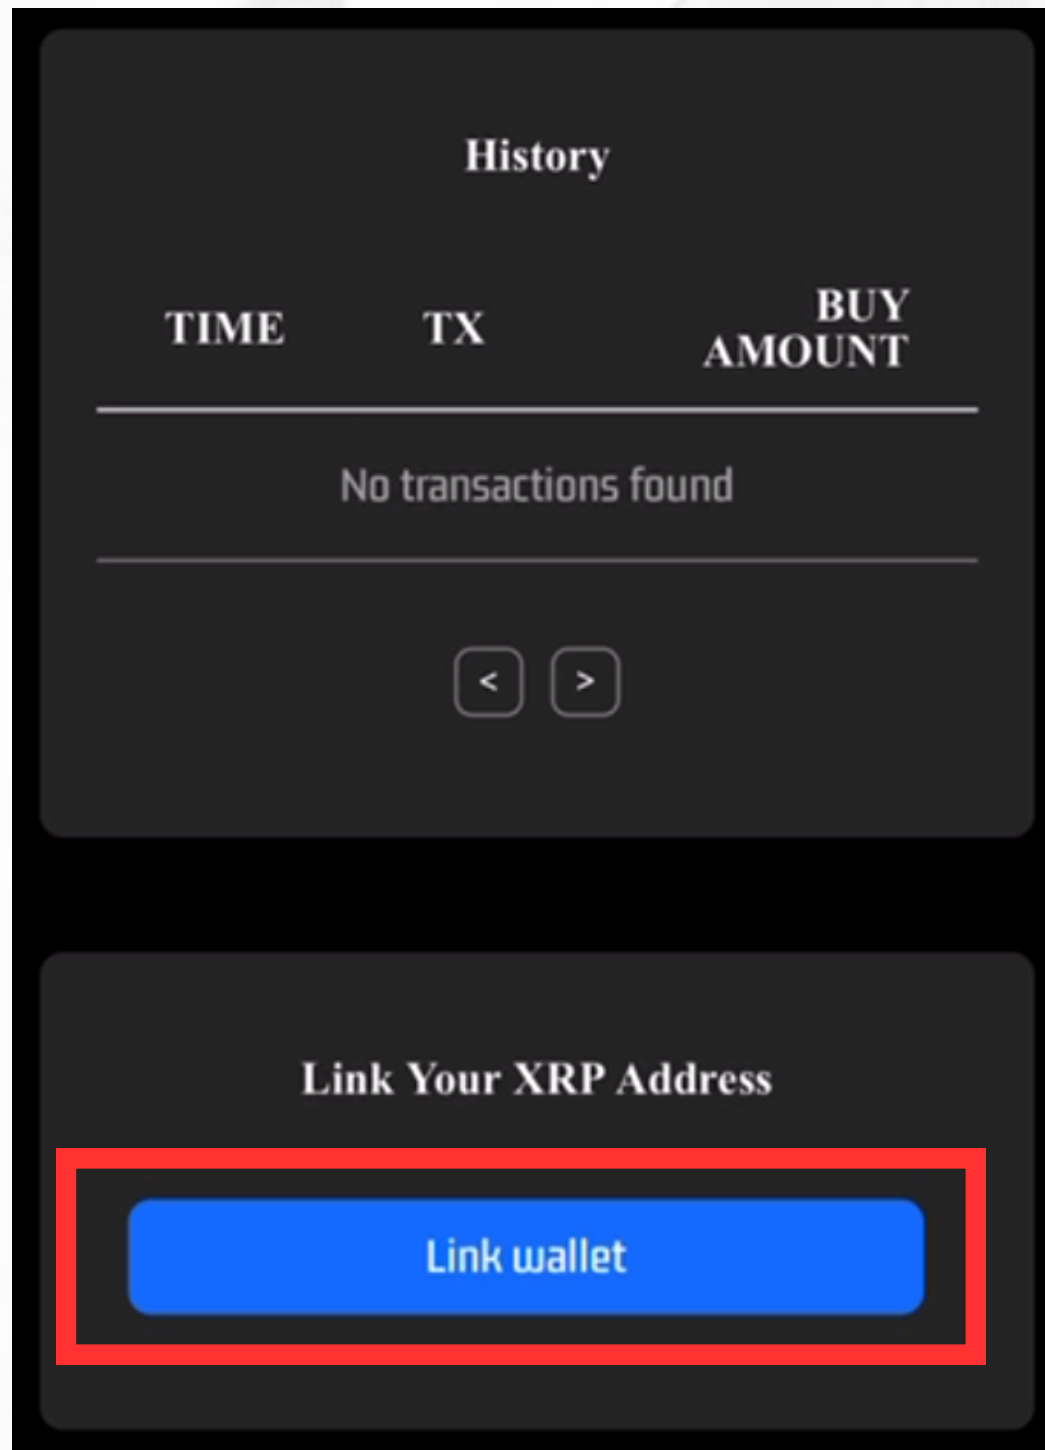 History
TIME TX BUY AMOUNT
No transactions found
< >
Link Your XRP Address
Link wallet